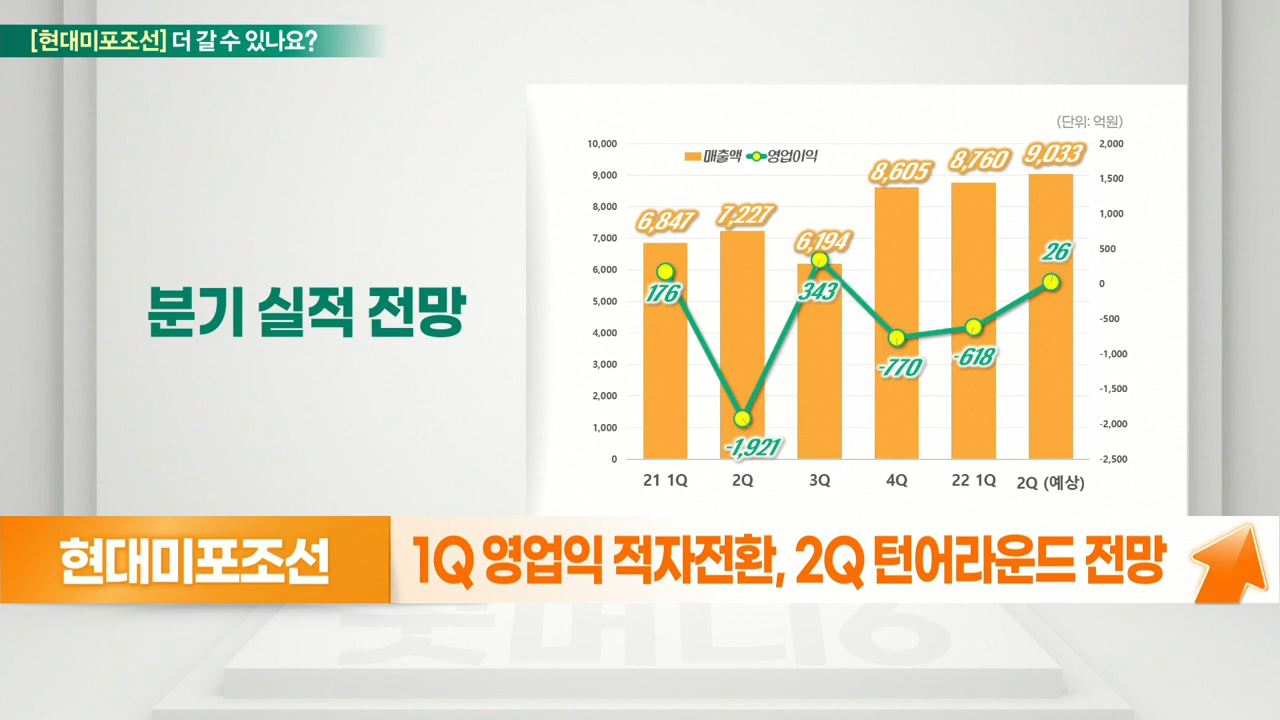 [현대미포조선] 더 갈 수 있나요?
분기 실적 전망
(단위: 억원)
매출액 영업이익
10,000
9,000
8,000
7,000
6,000
5,000
4,000
3,000
2,000
1,000
0
2,000
1,500
1,000
500
0
-500
-1,000
-1,500
-2,000
-2,500
6,847 7,227 6,194 8,605 8,760 9,033
176 -1,921 343 -770 -618 26
21 1Q 2Q 3Q 4Q 22 1Q 2Q (예상)
현대미포조선
1Q 영업익 적자전환, 2Q 턴어라운드 전망